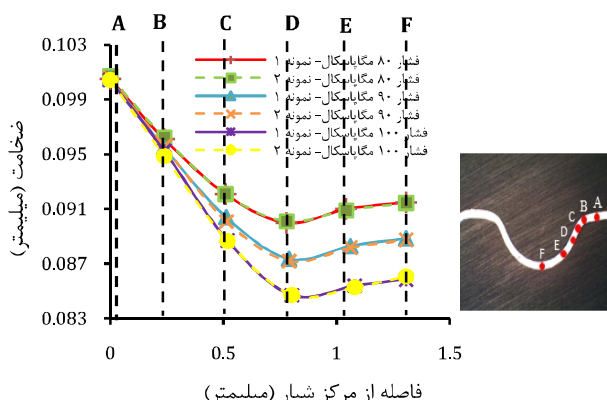 A B C D E F
0.103
0.099
0.095
0.091
0.087
0.083
ضخامت (میلیمتر)
فشار ۸۰ مگاپاسکال- نمونه ۱
فشار ۸۰ مگاپاسکال- نمونه ۲
فشار ۹۰ مگاپاسکال- نمونه ۱
فشار ۹۰ مگاپاسکال- نمونه ۲
فشار ۱۰۰ مگاپاسکال- نمونه ۱
فشار ۱۰۰ مگاپاسکال- نمونه ۲
0 0.5 1 1.5
فاصله از مرکز شیار (میلیمتر)
A
B
C
D
E
F